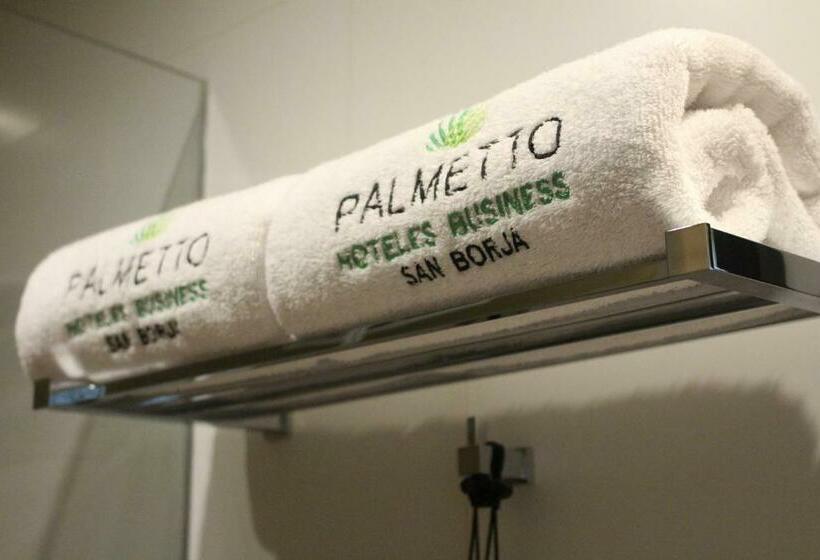 PALMETTO
HOTELES BUSINESS
SAN BORJA
PALMETTO
HOTELES BUSINESS
SAN BORJA